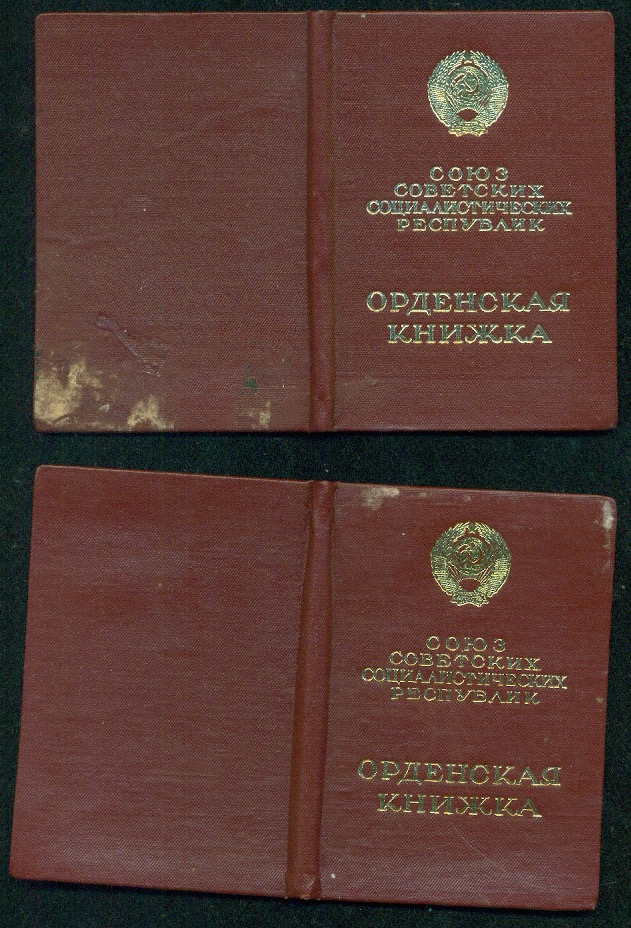 СОЮЗ
СОВЕТСКИХ
СОЦИАЛИСТИЧЕСКИХ
РЕСПУБЛИК
ОРДЕНСКАЯ
КНИЖКА
СОЮЗ
СОВЕТСКИХ
СОЦИАЛИСТИЧЕСКИХ
РЕСПУБЛИК
ОРДЕНСКАЯ
КНИЖКА